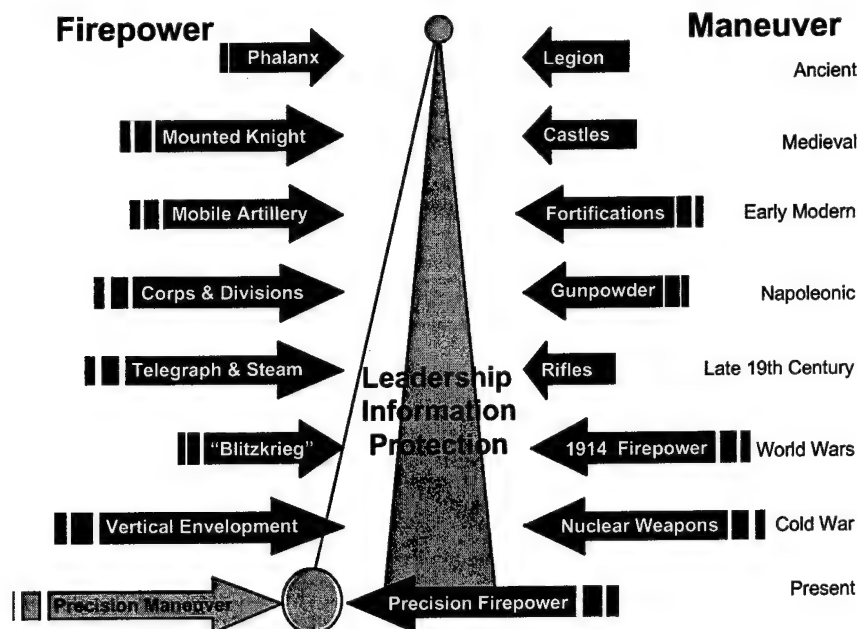 Firepower
Maneuver
Phalanx
Legion
Ancient
Mounted Knight
Castles
Medieval
Mobile Artillery
Fortifications
Early Modern
Corps & Divisions
Gunpowder
Napoleonic
Telegraph & Steam
Rifles
Late 19th Century
Leadership
Information
Protection
"Blitzkrieg"
1914 Firepower
World Wars
Vertical Envelopment
Nuclear Weapons
Cold War
Precision Maneuver
Precision Firepower
Present